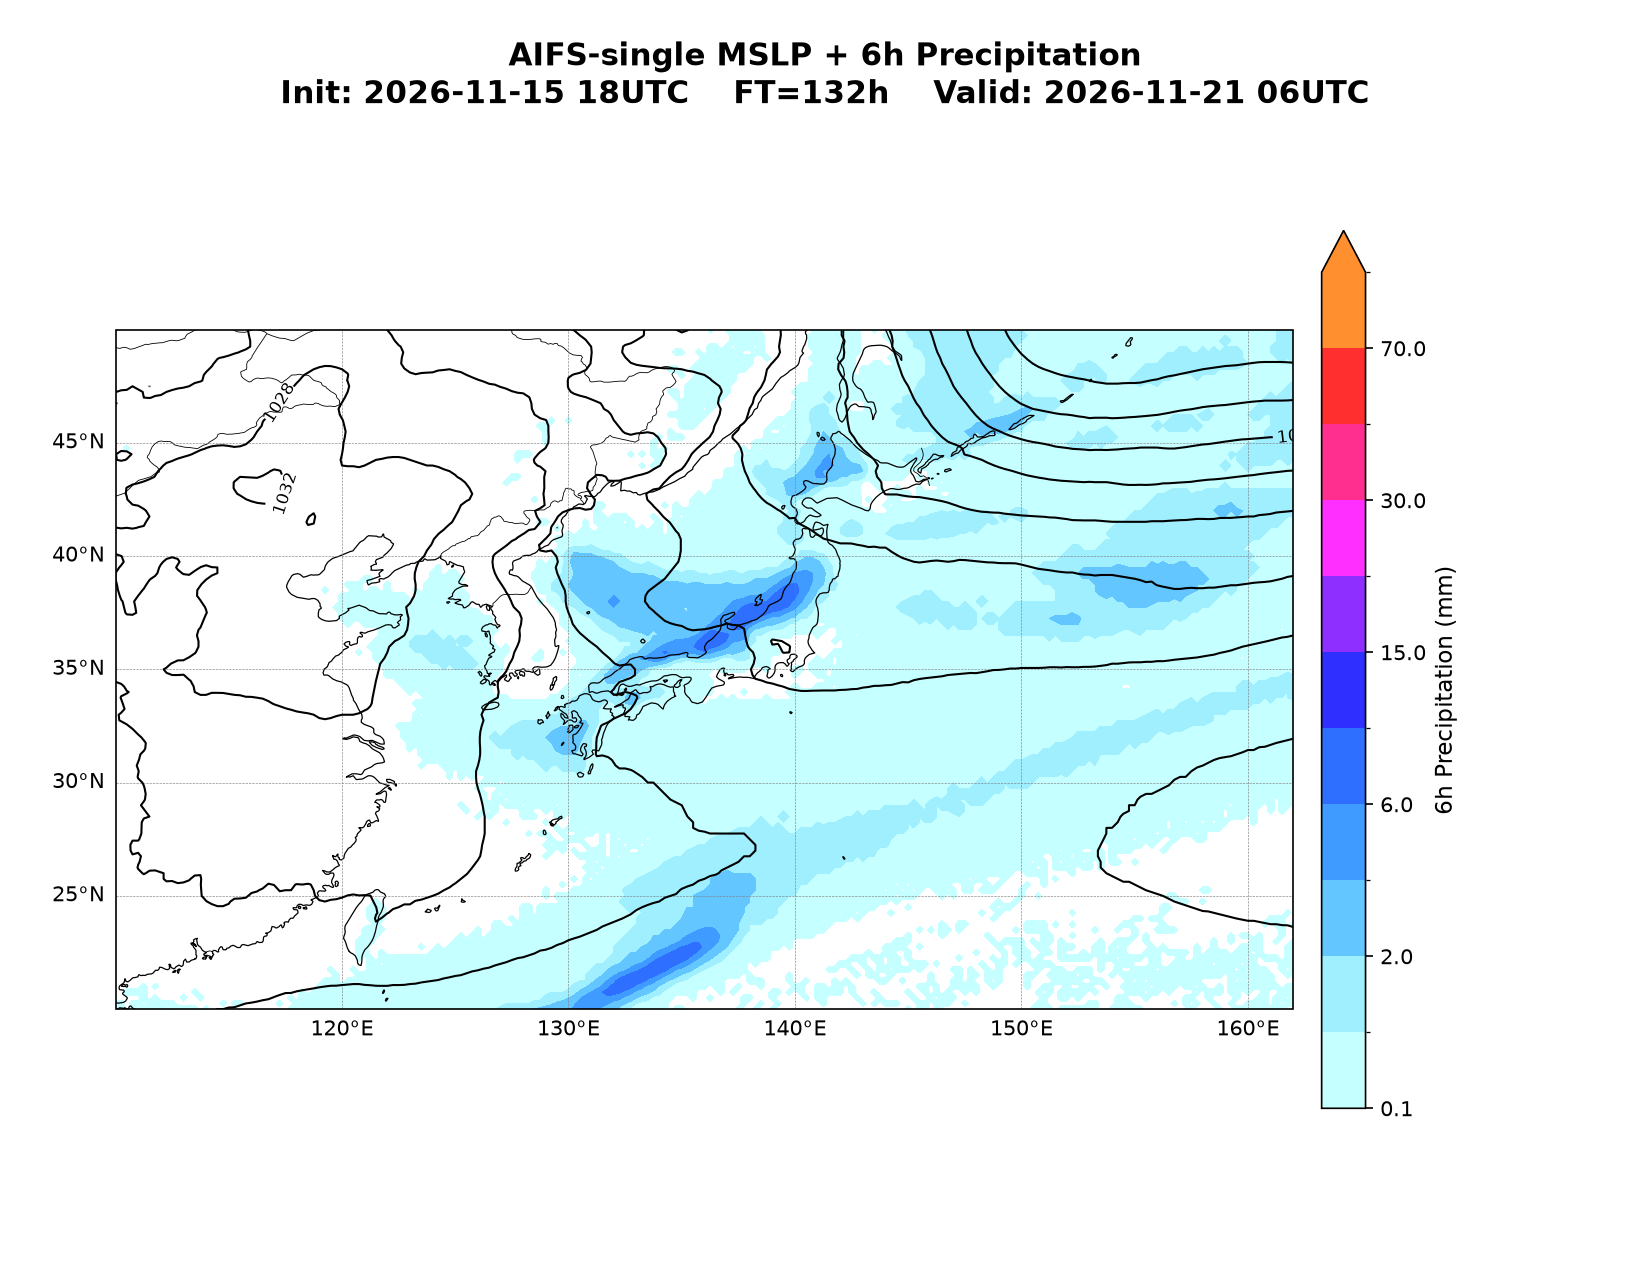 AIFS-single MSLP + 6h Precipitation
Init: 2026-11-15 18UTC    FT=132h    Valid: 2026-11-21 06UTC
70.0
30.0
15.0
6.0
2.0
0.1
6h Precipitation (mm)
45°N
40°N
35°N
30°N
25°N
1028
1032
10
120°E
130°E
140°E
150°E
160°E